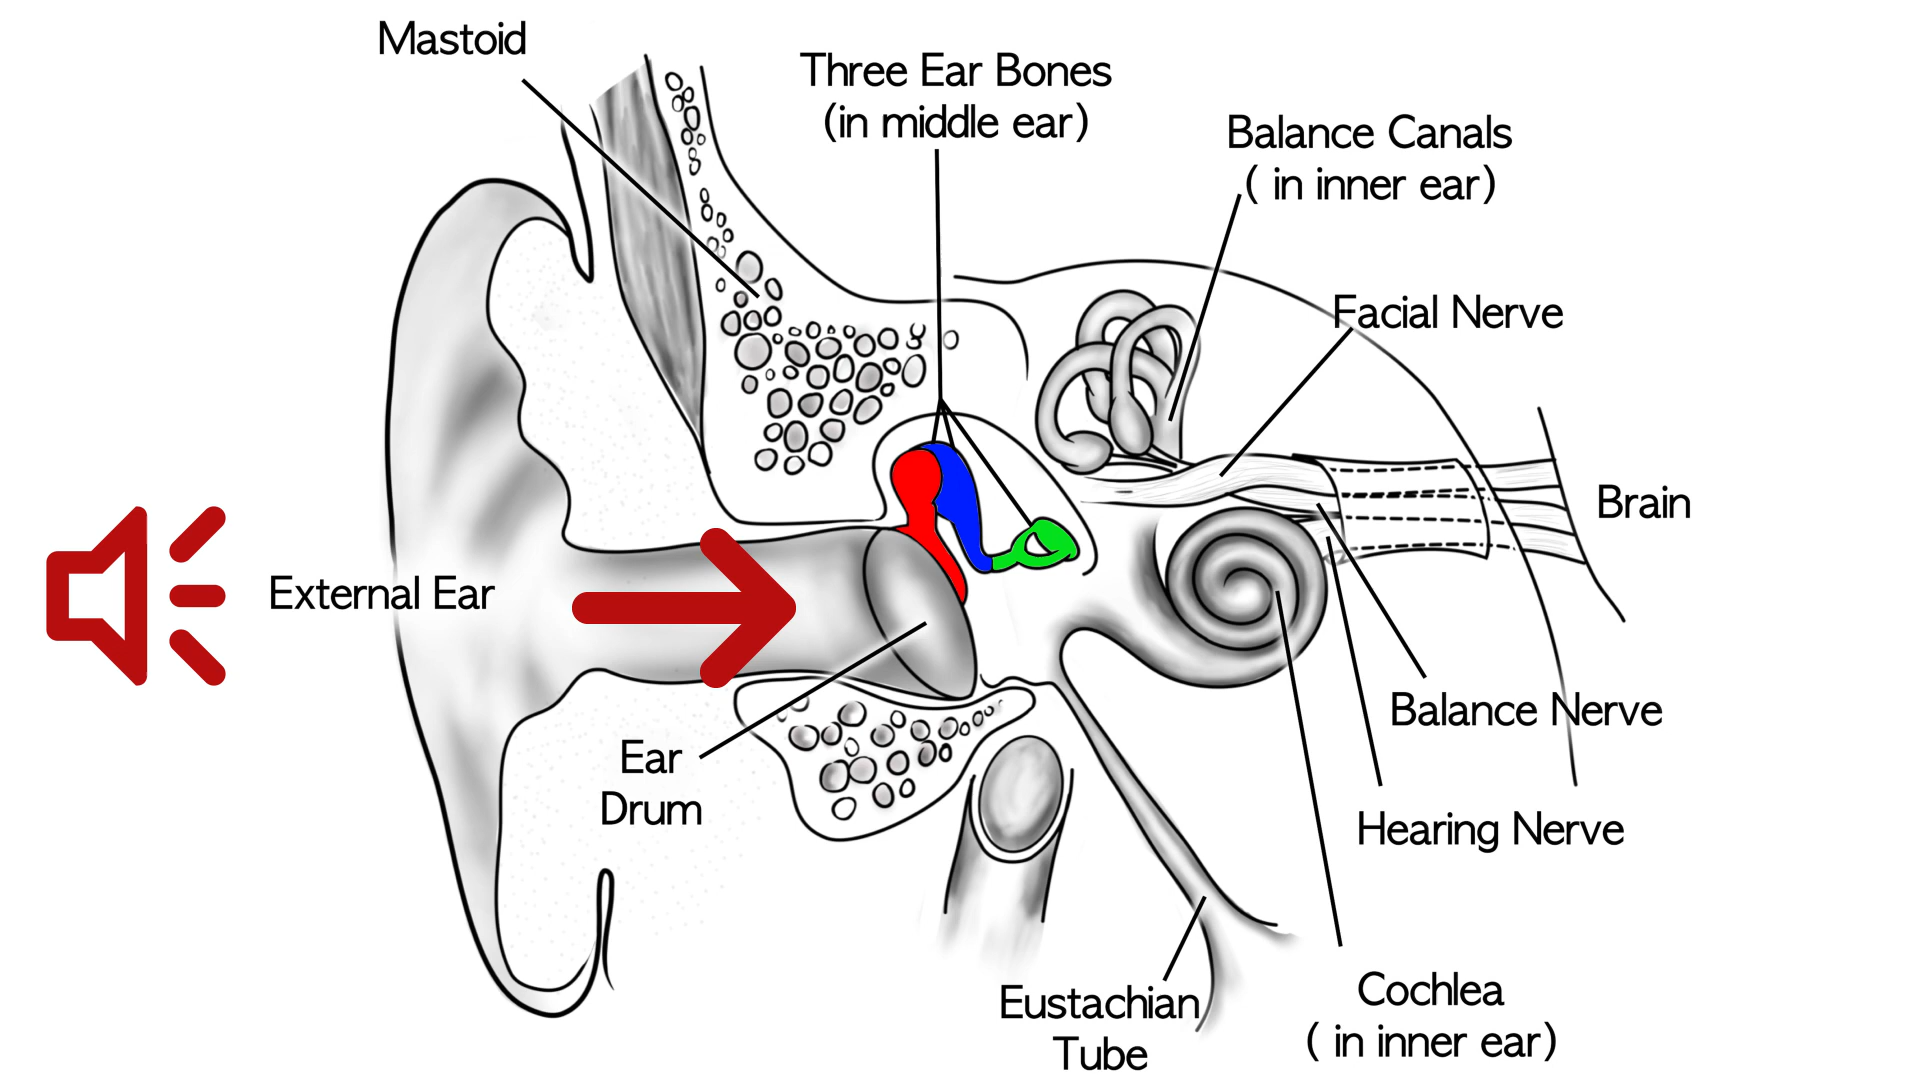 Mastoid
Three Ear Bones
(in middle ear)
Balance Canals
( in inner ear)
Facial Nerve
Brain
External Ear
Balance Nerve
Ear
Drum
Hearing Nerve
Eustachian
Tube
Cochlea
( in inner ear)